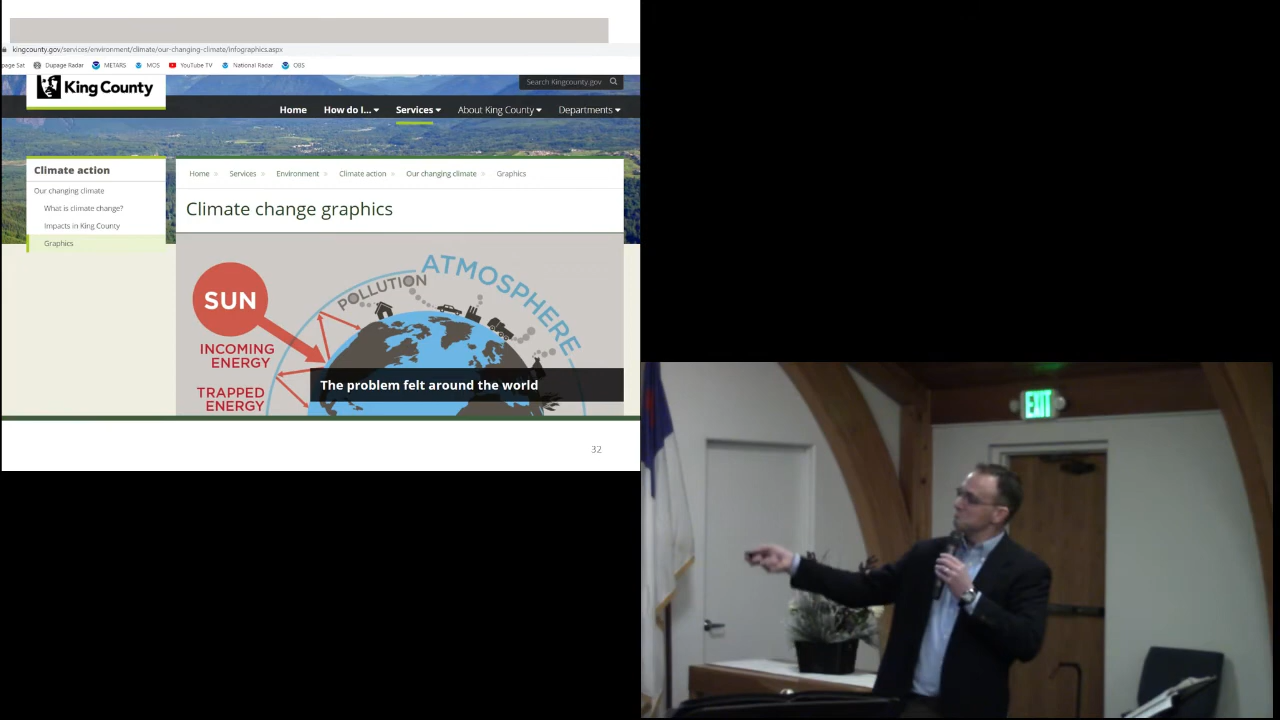 kingcounty.gov/services/environment/climate/our-changing-climate/infographics.aspx
page Sat Dupage Radar METARS MOS YouTube TV National Radar OBS
King County
Search Kingcounty.gov
Home How do I... Services About King County Departments
Climate action
Our changing climate
What is climate change?
Impacts in King County
Graphics
Home » Services » Environment » Climate action » Our changing climate » Graphics
Climate change graphics
SUN
POLLUTION
ATMOSPHERE
INCOMING
ENERGY
TRAPPED
ENERGY
The problem felt around the world
32
EXIT